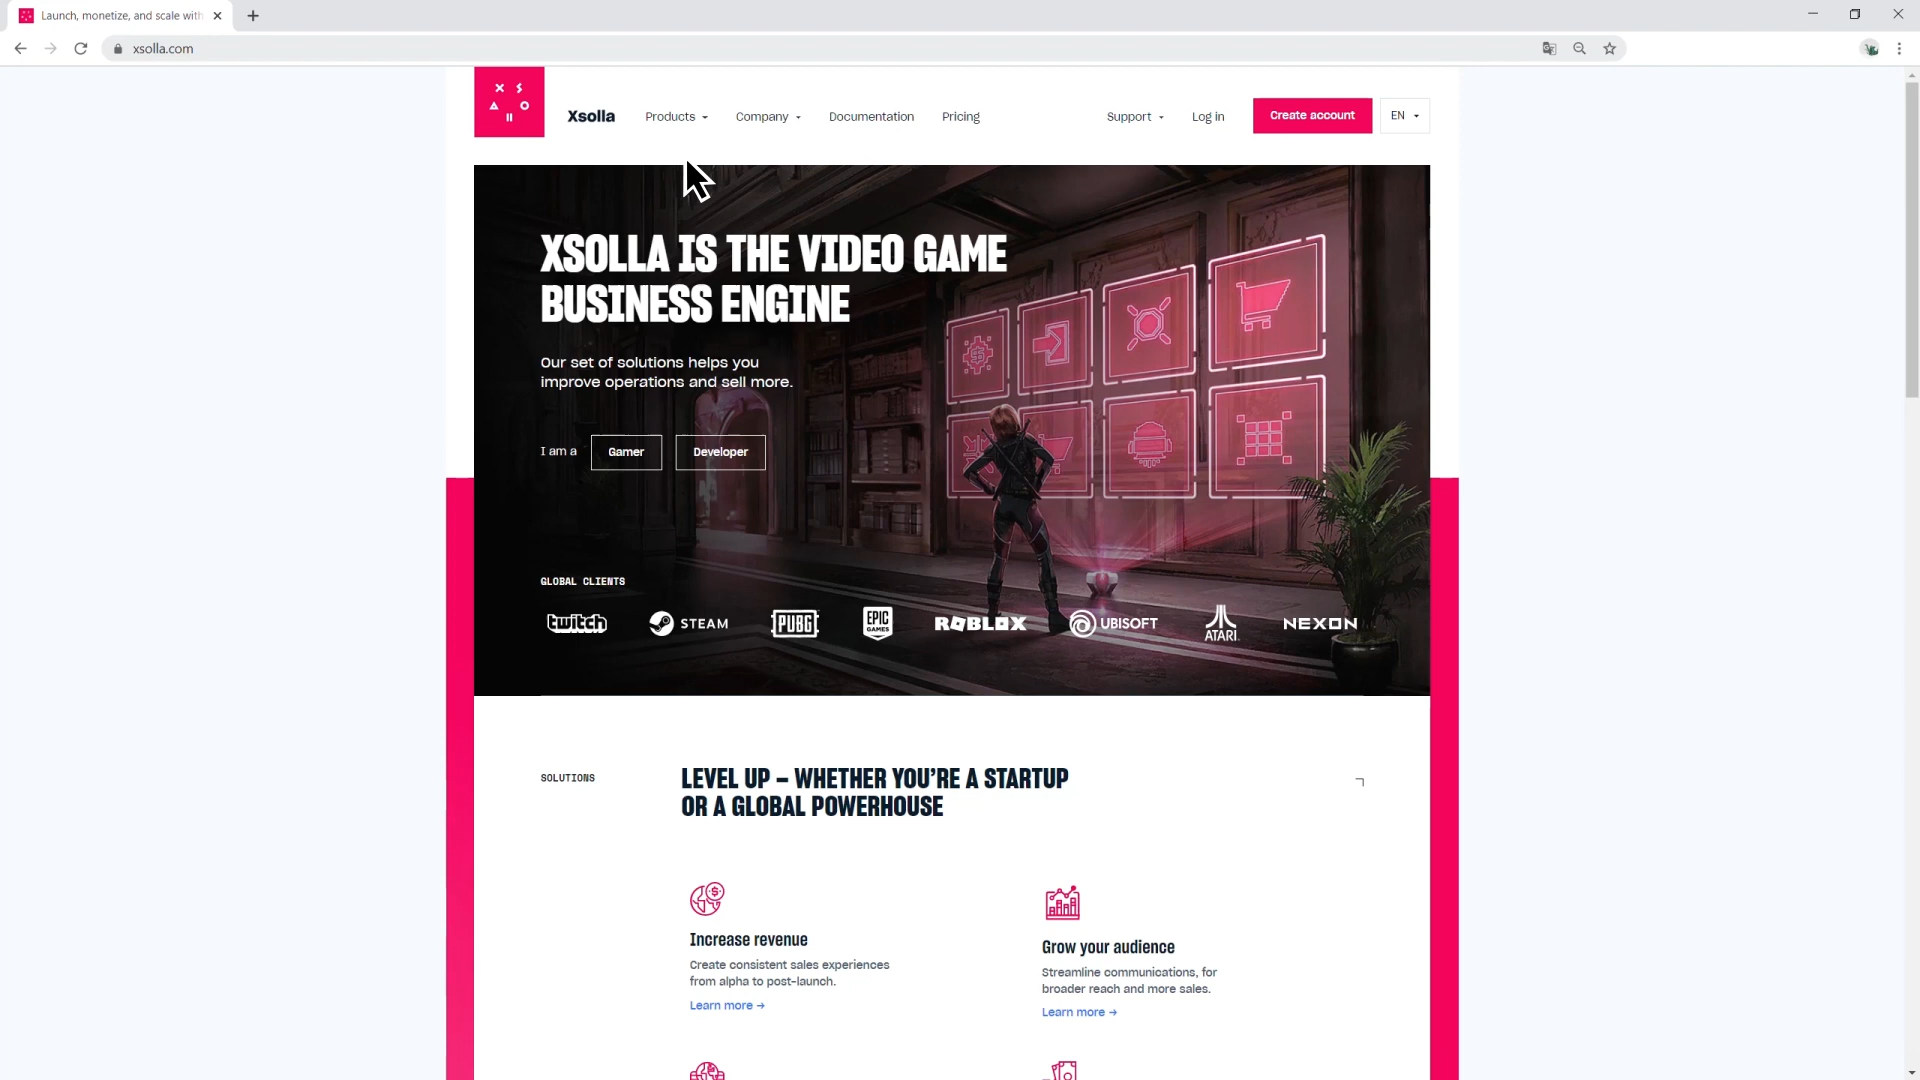 Launch, monetize, and scale with
xsolla.com
XS
Xsolla
Products
Company
Documentation
Pricing
Support
Log in
Create account
EN
XSOLLA IS THE VIDEO GAME
BUSINESS ENGINE
Our set of solutions helps you
improve operations and sell more.
I am a
Gamer
Developer
GLOBAL CLIENTS
twitch
STEAM
PUBG
EPIC
GAMES
ROBLOX
UBISOFT
ATARI
NEXON
SOLUTIONS
LEVEL UP – WHETHER YOU'RE A STARTUP
OR A GLOBAL POWERHOUSE
Increase revenue
Create consistent sales experiences
from alpha to post-launch.
Learn more →
Grow your audience
Streamline communications, for
broader reach and more sales.
Learn more →